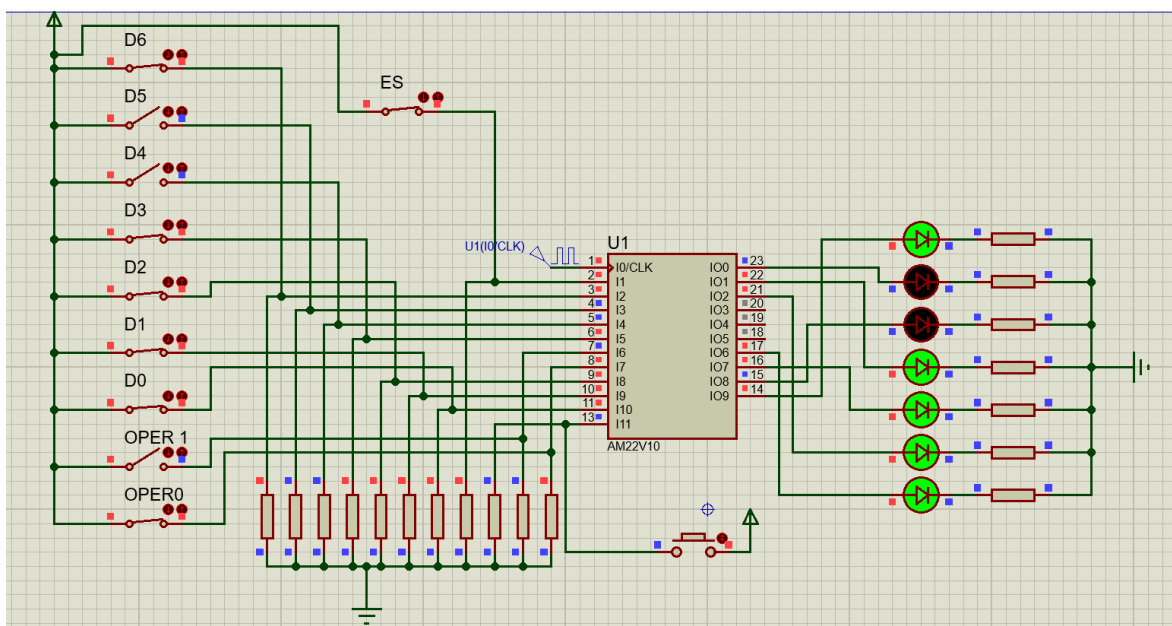 D6
D5
D4
D3
D2
D1
D0
OPER 1
OPER0
ES
U1(I0/CLK)
U1
1 I0/CLK IO0 23
2 I1 IO1 22
3 I2 IO2 21
4 I3 IO3 20
5 I4 IO4 19
6 I5 IO5 18
7 I6 IO6 17
8 I7 IO7 16
9 I8 IO8 15
10 I9 IO9 14
11 I10
13 I11
AM22V10